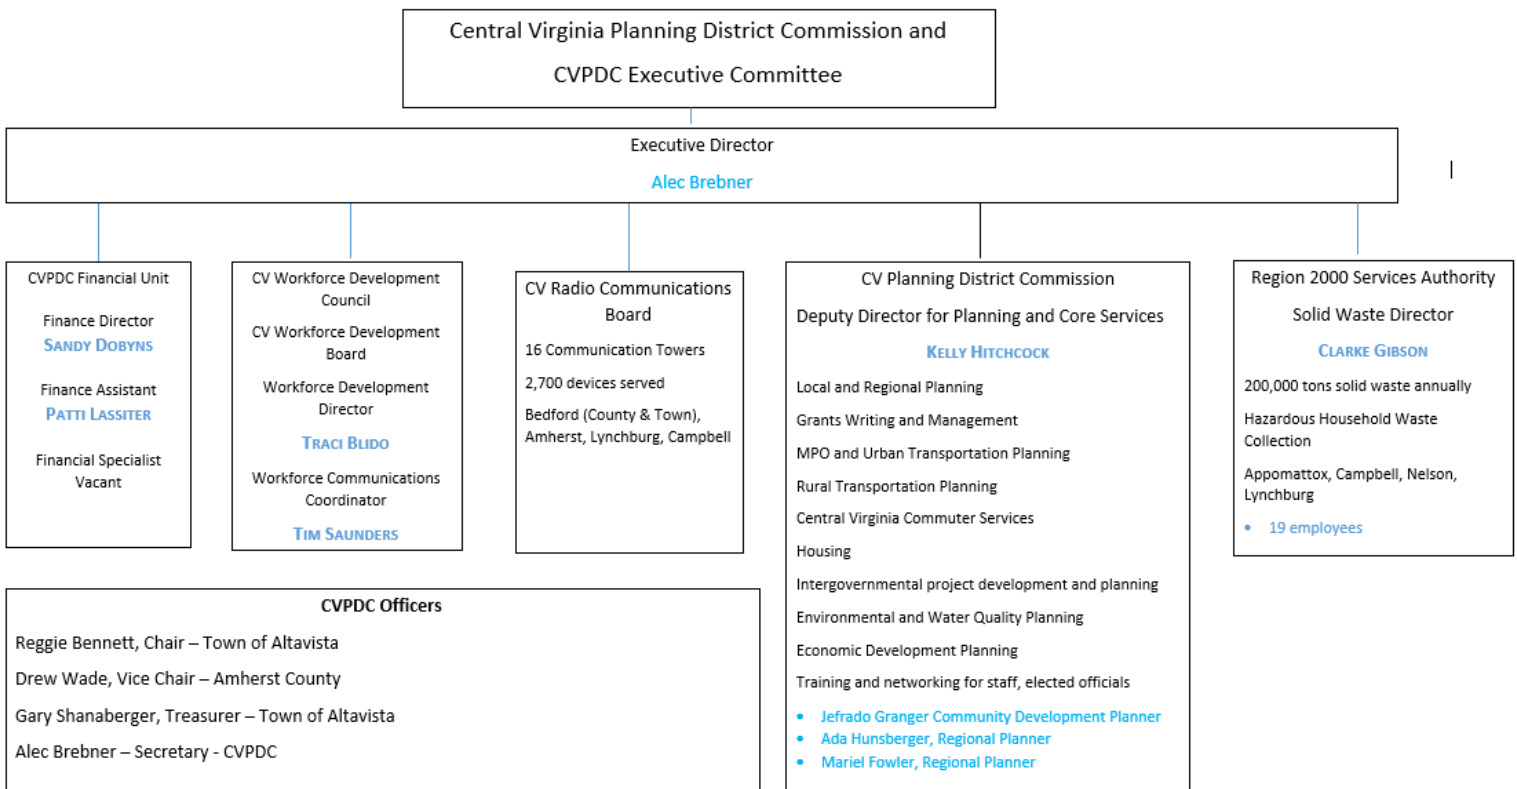 Central Virginia Planning District Commission and
CVPDC Executive Committee
Executive Director
Alec Brebner
CVPDC Financial Unit
Finance Director
SANDY DOBYNS
Finance Assistant
PATTI LASSITER
Financial Specialist
Vacant
CV Workforce Development
Council
CV Workforce Development
Board
Workforce Development
Director
TRACI BLIDO
Workforce Communications
Coordinator
TIM SAUNDERS
CV Radio Communications
Board
16 Communication Towers
2,700 devices served
Bedford (County & Town),
Amherst, Lynchburg, Campbell
CV Planning District Commission
Deputy Director for Planning and Core Services
KELLY HITCHCOCK
Local and Regional Planning
Grants Writing and Management
MPO and Urban Transportation Planning
Rural Transportation Planning
Central Virginia Commuter Services
Housing
Intergovernmental project development and planning
Environmental and Water Quality Planning
Economic Development Planning
Training and networking for staff, elected officials
• Jefrado Granger Community Development Planner
• Ada Hunsberger, Regional Planner
• Mariel Fowler, Regional Planner
Region 2000 Services Authority
Solid Waste Director
CLARKE GIBSON
200,000 tons solid waste annually
Hazardous Household Waste
Collection
Appomattox, Campbell, Nelson,
Lynchburg
• 19 employees
CVPDC Officers
Reggie Bennett, Chair – Town of Altavista
Drew Wade, Vice Chair – Amherst County
Gary Shanaberger, Treasurer – Town of Altavista
Alec Brebner – Secretary - CVPDC